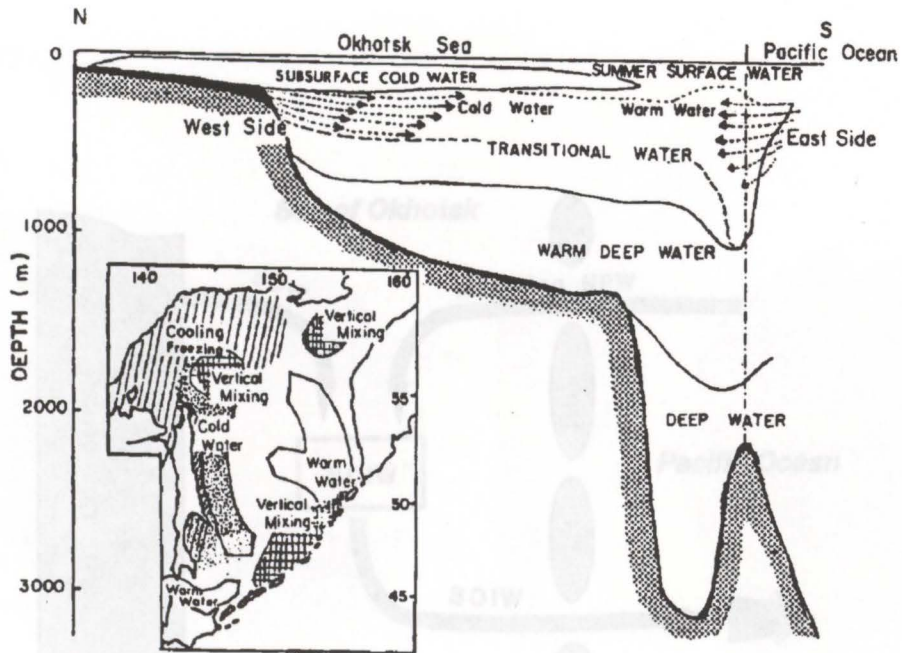 N
S
0
Okhotsk Sea
Pacific Ocean
SUBSURFACE COLD WATER
SUMMER SURFACE WATER
Cold Water
Warm Water
West Side
East Side
TRANSITIONAL WATER
1000
WARM DEEP WATER
DEPTH (m)
2000
DEEP WATER
3000
140
150
160
Cooling
Freezing
Vertical
Mixing
Vertical
Mixing
Cold
Water
Warm
Water
Vertical
Mixing
Warm
Water
55
50
45
of Okhotsk
Pacific Ocean
SOIW